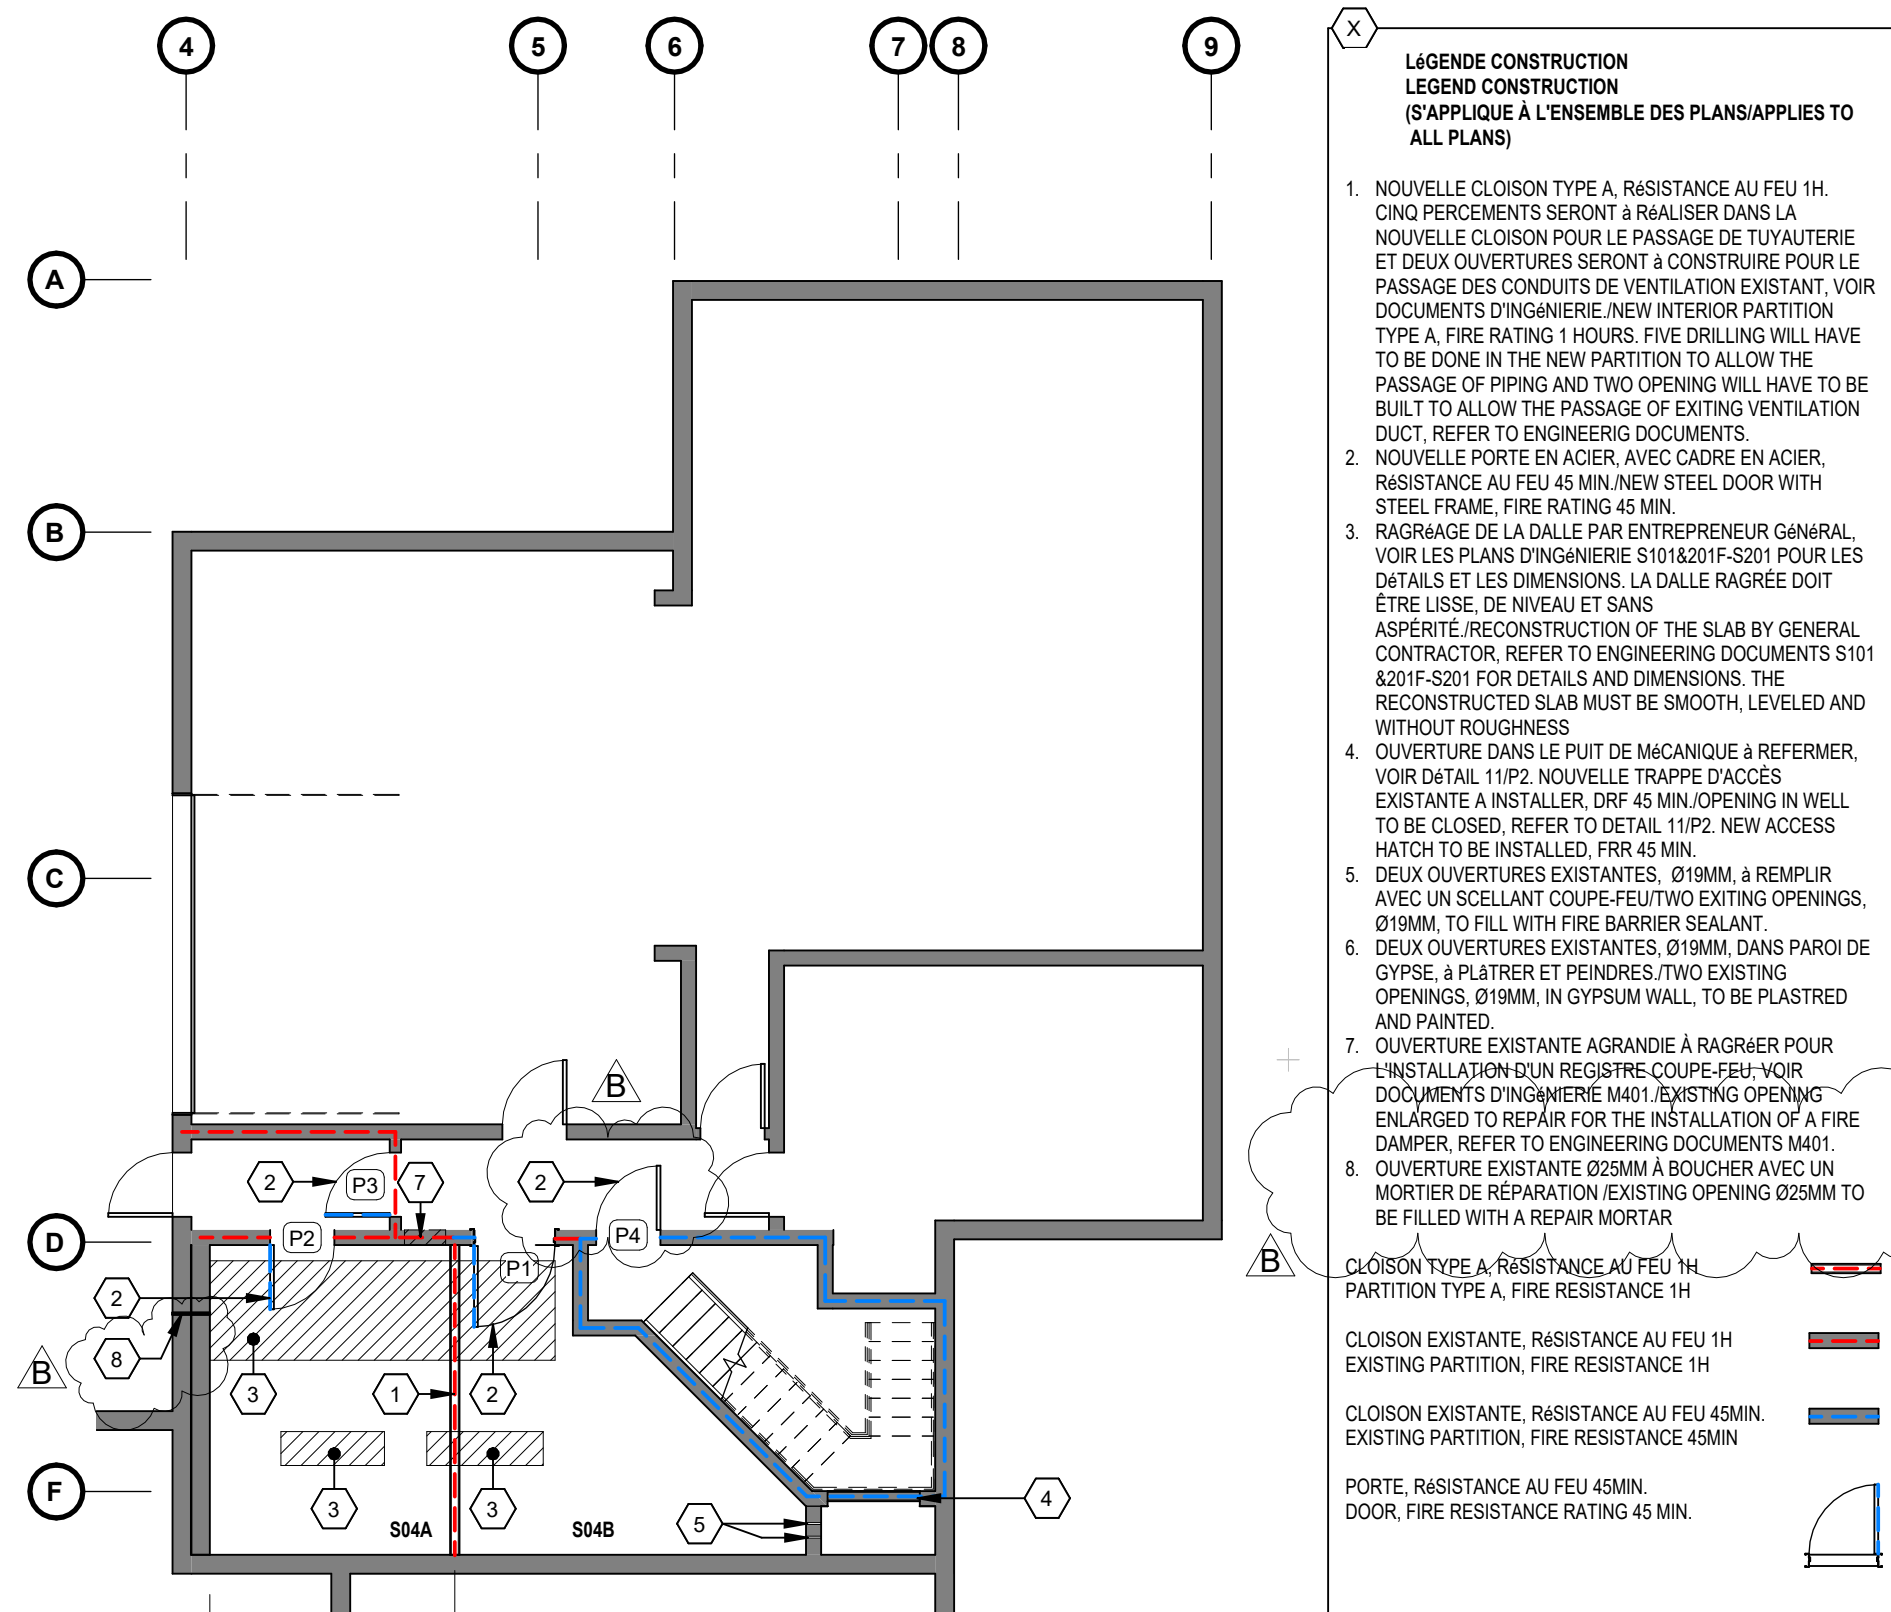 4 5 6 7 8 9
A
B
C
D
F
B
2 P3 7 2
P2 P4
P1
2
8
B
3 1 2
3 3
S04A S04B
5 4
X
LéGENDE CONSTRUCTION
LEGEND CONSTRUCTION
(S'APPLIQUE À L'ENSEMBLE DES PLANS/APPLIES TO
ALL PLANS)
1. NOUVELLE CLOISON TYPE A, RéSISTANCE AU FEU 1H.
CINQ PERCEMENTS SERONT à RéALISER DANS LA
NOUVELLE CLOISON POUR LE PASSAGE DE TUYAUTERIE
ET DEUX OUVERTURES SERONT à CONSTRUIRE POUR LE
PASSAGE DES CONDUITS DE VENTILATION EXISTANT, VOIR
DOCUMENTS D'INGéNIERIE./NEW INTERIOR PARTITION
TYPE A, FIRE RATING 1 HOURS. FIVE DRILLING WILL HAVE
TO BE DONE IN THE NEW PARTITION TO ALLOW THE
PASSAGE OF PIPING AND TWO OPENING WILL HAVE TO BE
BUILT TO ALLOW THE PASSAGE OF EXITING VENTILATION
DUCT, REFER TO ENGINEERIG DOCUMENTS.
2. NOUVELLE PORTE EN ACIER, AVEC CADRE EN ACIER,
RéSISTANCE AU FEU 45 MIN./NEW STEEL DOOR WITH
STEEL FRAME, FIRE RATING 45 MIN.
3. RAGRéAGE DE LA DALLE PAR ENTREPRENEUR GéNéRAL,
VOIR LES PLANS D'INGéNIERIE S101&201F-S201 POUR LES
DéTAILS ET LES DIMENSIONS. LA DALLE RAGRÉE DOIT
ÊTRE LISSE, DE NIVEAU ET SANS
ASPÉRITÉ./RECONSTRUCTION OF THE SLAB BY GENERAL
CONTRACTOR, REFER TO ENGINEERING DOCUMENTS S101
&201F-S201 FOR DETAILS AND DIMENSIONS. THE
RECONSTRUCTED SLAB MUST BE SMOOTH, LEVELED AND
WITHOUT ROUGHNESS
4. OUVERTURE DANS LE PUIT DE MéCANIQUE à REFERMER,
VOIR DéTAIL 11/P2. NOUVELLE TRAPPE D'ACCÈS
EXISTANTE A INSTALLER, DRF 45 MIN./OPENING IN WELL
TO BE CLOSED, REFER TO DETAIL 11/P2. NEW ACCESS
HATCH TO BE INSTALLED, FRR 45 MIN.
5. DEUX OUVERTURES EXISTANTES, Ø19MM, à REMPLIR
AVEC UN SCELLANT COUPE-FEU/TWO EXITING OPENINGS,
Ø19MM, TO FILL WITH FIRE BARRIER SEALANT.
6. DEUX OUVERTURES EXISTANTES, Ø19MM, DANS PAROI DE
GYPSE, à PLâTRER ET PEINDRES./TWO EXISTING
OPENINGS, Ø19MM, IN GYPSUM WALL, TO BE PLASTRED
AND PAINTED.
7. OUVERTURE EXISTANTE AGRANDIE À RAGRéER POUR
L'INSTALLATION D'UN REGISTRE COUPE-FEU, VOIR
DOCUMENTS D'INGéNIERIE M401./EXISTING OPENING
ENLARGED TO REPAIR FOR THE INSTALLATION OF A FIRE
DAMPER, REFER TO ENGINEERING DOCUMENTS M401.
8. OUVERTURE EXISTANTE Ø25MM À BOUCHER AVEC UN
MORTIER DE RÉPARATION /EXISTING OPENING Ø25MM TO
BE FILLED WITH A REPAIR MORTAR
B
CLOISON TYPE A, RéSISTANCE AU FEU 1H
PARTITION TYPE A, FIRE RESISTANCE 1H
CLOISON EXISTANTE, RéSISTANCE AU FEU 1H
EXISTING PARTITION, FIRE RESISTANCE 1H
CLOISON EXISTANTE, RéSISTANCE AU FEU 45MIN.
EXISTING PARTITION, FIRE RESISTANCE 45MIN
PORTE, RéSISTANCE AU FEU 45MIN.
DOOR, FIRE RESISTANCE RATING 45 MIN.